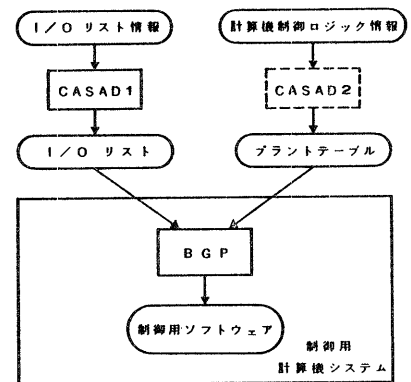 I/O リスト情報
計算機制御ロジック情報
CASAD1
CASAD2
I/O リスト
プラントテーブル
BGP
制御用ソフトウェア
制御用
計算機システム